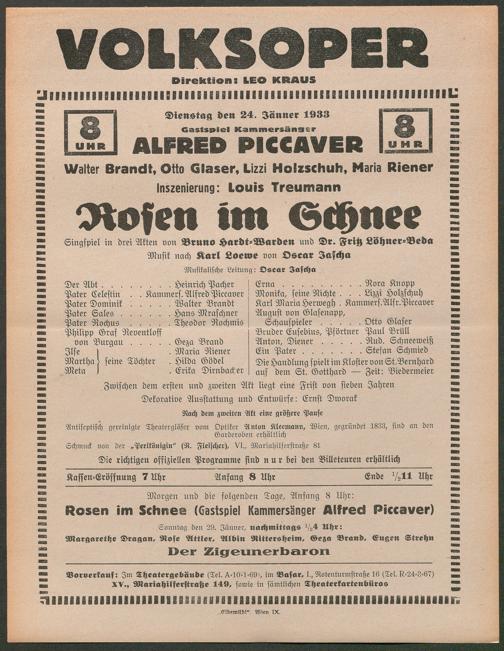 VOLKSOPER
Direktion: LEO KRAUS
8 UHR
Dienstag den 24. Jänner 1933
Gastspiel Kammersänger
ALFRED PICCAVER
8 UHR
Walter Brandt, Otto Glaser, Lizzi Holzschuh, Maria Riener
Inszenierung: Louis Treumann
Rosen im Schnee
Singspiel in drei Akten von Bruno Hardt-Warden und Dr. Fritz Löhner-Beda
Musik nach Karl Loewe von Oscar Jascha
Musikalische Leitung: Oscar Jascha
Der Abt . . . . . . . . Heinrich Pacher
Pater Celestin . . Kammers. Alfred Piccaver
Pater Dominik . . . . . Walter Brandt
Pater Sales . . . . . Hans Mraschner
Pater Rochus . . . . . Theodor Rochmis
Philipp Graf Reventloff
von Burgau . . . . . Geza Brand
Ilse . . . . . Maria Riener
Martha } seine Töchter . Hilda Gödel
Meta . . . . . Erika Dirnbacker
Erna . . . . . . . . Nora Knopp
Monika, seine Nichte . . Lizzi Holzschuh
Karl Maria Herwegh . Kammers. Alfr. Piccaver
August von Glasenapp,
Schauspieler . . . . . Otto Glaser
Bruder Eusebius, Pförtner Paul Brüll
Anton, Diener . . . . Rud. Schneeweiß
Ein Pater . . . . . . Stefan Schmied
Die Handlung spielt im Kloster von St. Bernhard
auf dem St. Gotthard — Zeit: Biedermeier
Zwischen dem ersten und zweiten Akt liegt eine Frist von sieben Jahren
Dekorative Ausstattung und Entwürfe: Ernst Dworak
Nach dem zweiten Akt eine größere Pause
Antiseptisch gereinigte Theatergläser vom Optiker Anton Kleemann, Wien, gegründet 1833, sind an den
Garderoben erhältlich
Schmuck von der „Perlkönigin“ (R. Fleischer), VI., Mariahilferstraße 81
Die richtigen offiziellen Programme sind nur bei den Billeteuren erhältlich
Kassen-Eröffnung 7 Uhr Anfang 8 Uhr Ende 1/2 11 Uhr
Morgen und die folgenden Tage, Anfang 8 Uhr:
Rosen im Schnee (Gastspiel Kammersänger Alfred Piccaver)
Sonntag den 29. Jänner, nachmittags 1/2 4 Uhr:
Margarethe Dragan, Rose Attler, Albin Rittersheim, Geza Brand, Eugen Strehn
Der Zigeunerbaron
Vorverkauf: Im Theatergebäude (Tel. A-10-1-69), im Basar, I., Rotenturmstraße 16 (Tel. R-24-3-67)
XV., Mariahilferstraße 149, sowie in sämtlichen Theaterkartenbüros
„Elbemühl“, Wien IX.